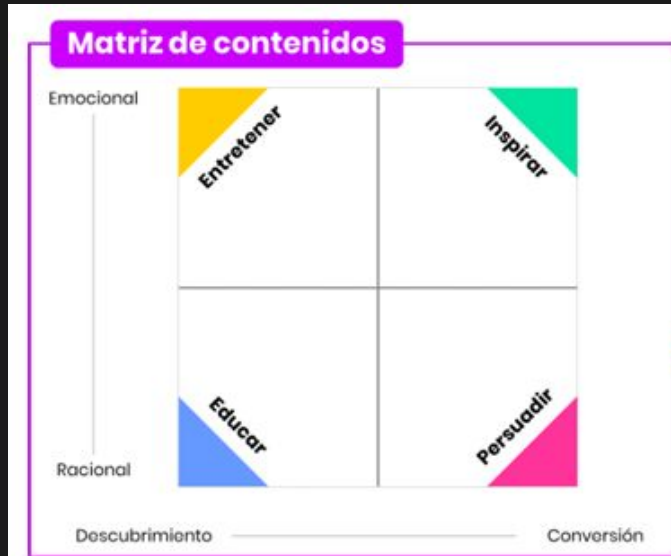 Matriz de contenidos
Emocional
Entretener
Inspirar
Educar
Persuadir
Racional
Descubrimiento
Conversión